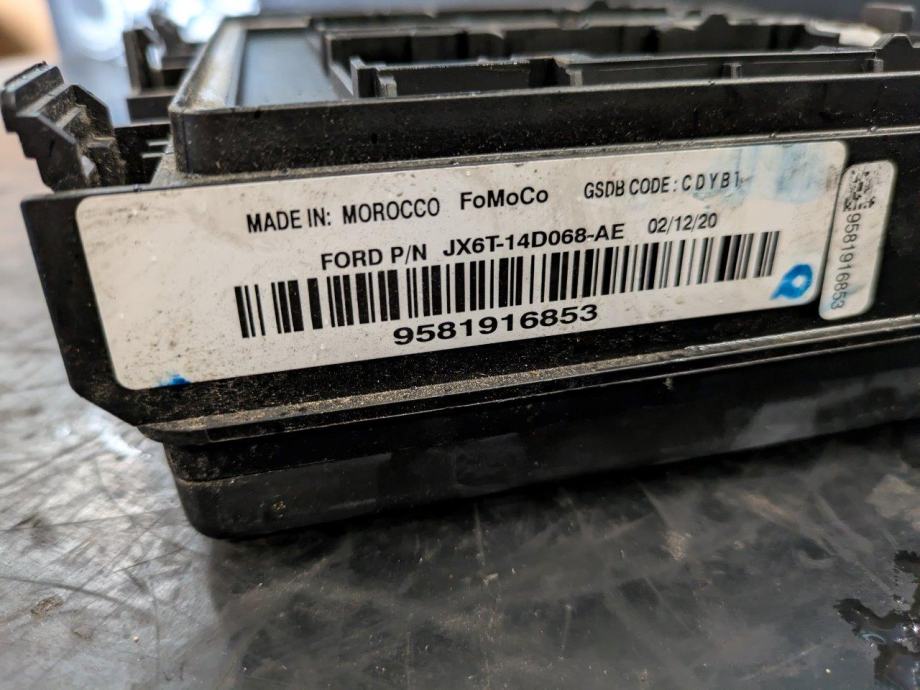 MADE IN: MOROCCO FoMoCo GSDB CODE: CDYB1
FORD P/N JX6T-14D068-AE 02/12/20
9581916853
9581916853